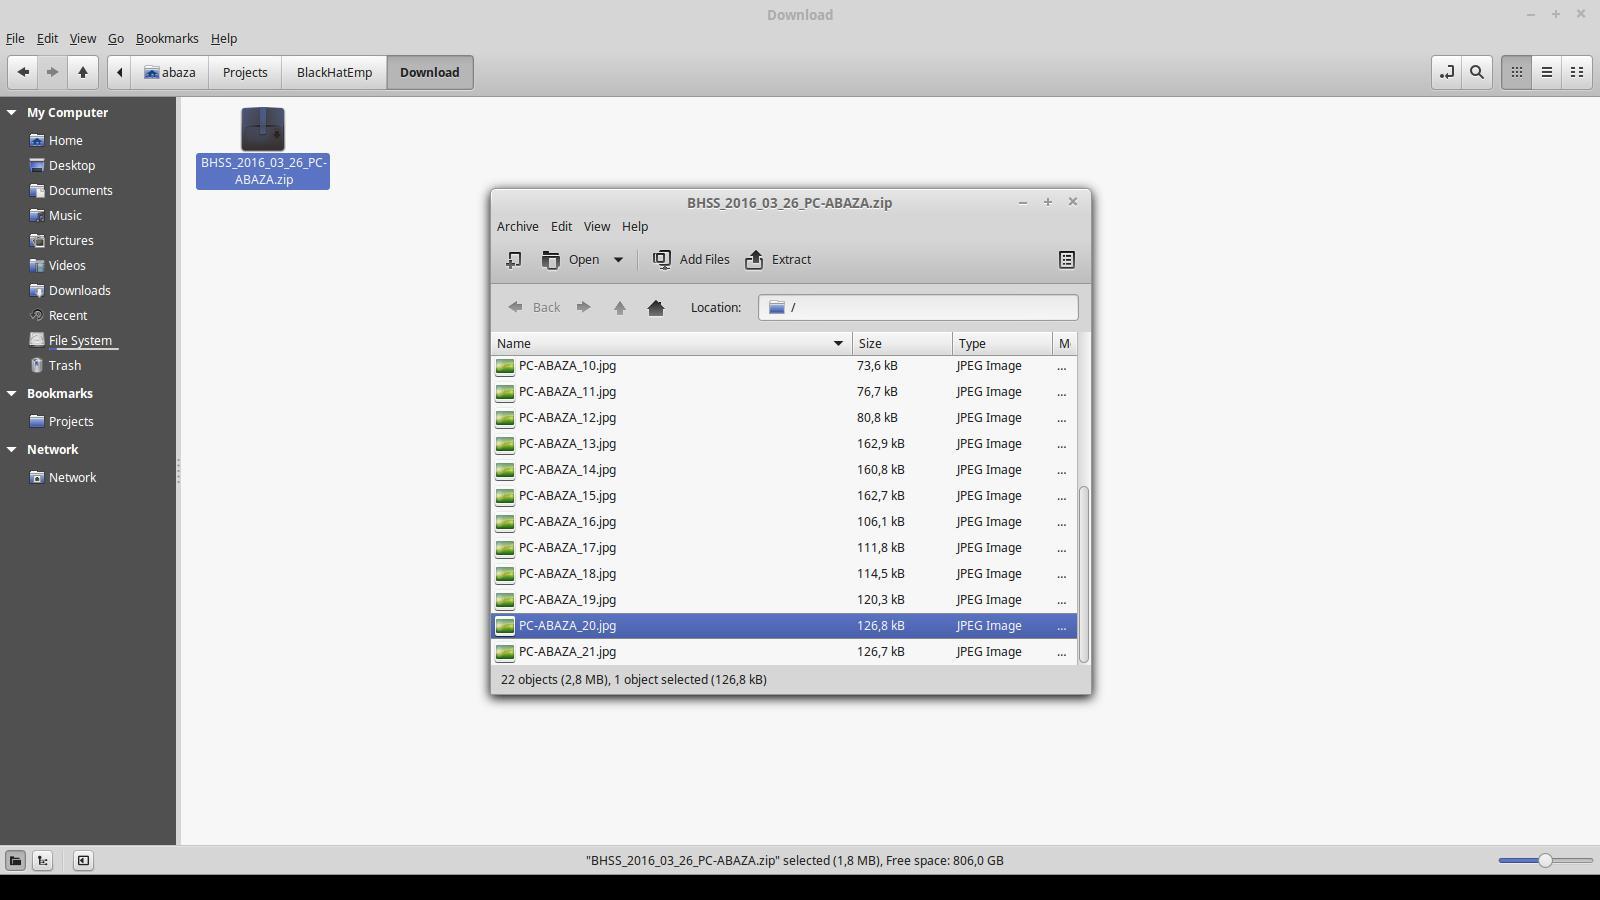 Download
File Edit View Go Bookmarks Help
abaza Projects BlackHatEmp Download
My Computer
Home
Desktop
Documents
Music
Pictures
Videos
Downloads
Recent
File System
Trash
Bookmarks
Projects
Network
Network
BHSS_2016_03_26_PC-
ABAZA.zip
BHSS_2016_03_26_PC-ABAZA.zip
Archive Edit View Help
Open Add Files Extract
Back Location: /
Name Size Type M
PC-ABAZA_10.jpg 73,6 kB JPEG Image ...
PC-ABAZA_11.jpg 76,7 kB JPEG Image ...
PC-ABAZA_12.jpg 80,8 kB JPEG Image ...
PC-ABAZA_13.jpg 162,9 kB JPEG Image ...
PC-ABAZA_14.jpg 160,8 kB JPEG Image ...
PC-ABAZA_15.jpg 162,7 kB JPEG Image ...
PC-ABAZA_16.jpg 106,1 kB JPEG Image ...
PC-ABAZA_17.jpg 111,8 kB JPEG Image ...
PC-ABAZA_18.jpg 114,5 kB JPEG Image ...
PC-ABAZA_19.jpg 120,3 kB JPEG Image ...
PC-ABAZA_20.jpg 126,8 kB JPEG Image ...
PC-ABAZA_21.jpg 126,7 kB JPEG Image ...
22 objects (2,8 MB), 1 object selected (126,8 kB)
"BHSS_2016_03_26_PC-ABAZA.zip" selected (1,8 MB), Free space: 806,0 GB